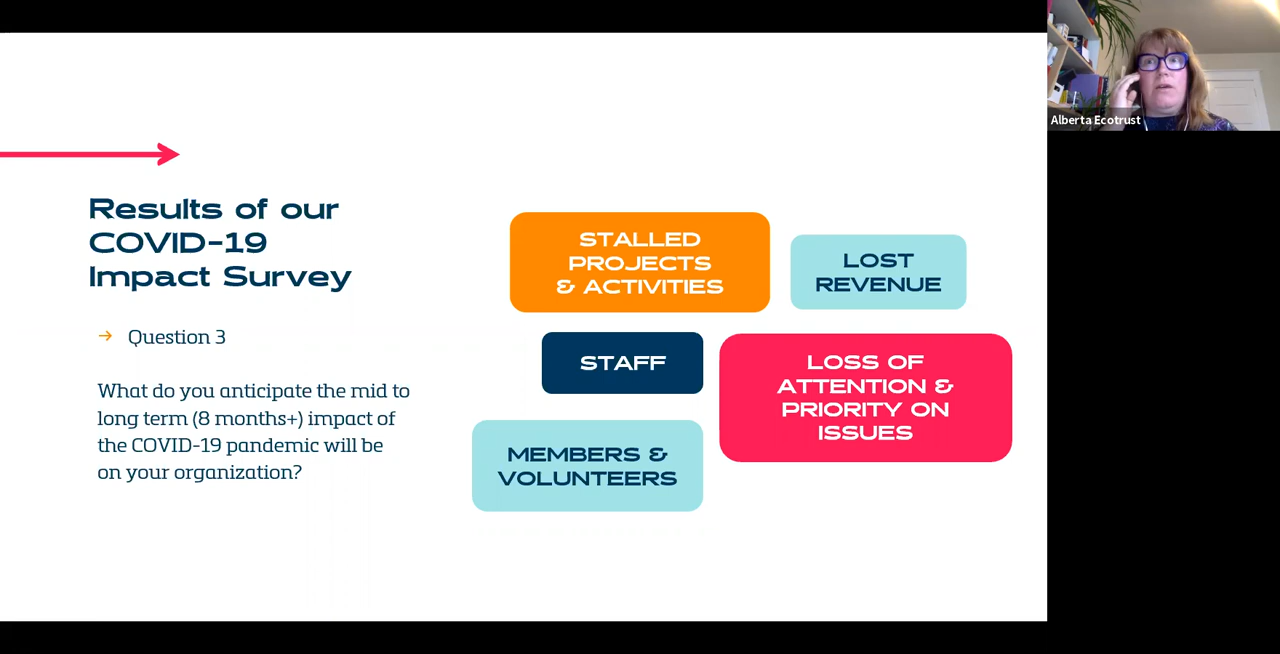 Results of our
COVID-19
Impact Survey
→ Question 3
What do you anticipate the mid to
long term (8 months+) impact of
the COVID-19 pandemic will be
on your organization?
STALLED
PROJECTS
& ACTIVITIES
LOST
REVENUE
STAFF
LOSS OF
ATTENTION &
PRIORITY ON
ISSUES
MEMBERS &
VOLUNTEERS
Alberta Ecotrust